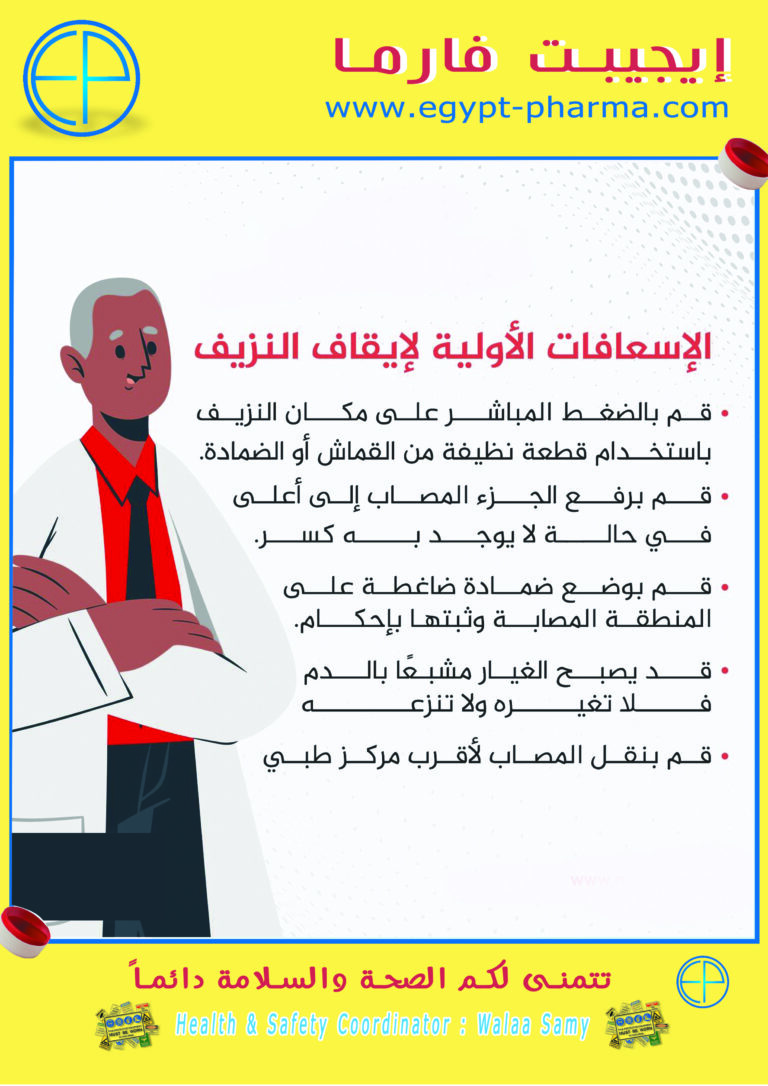 إيجيبت فارما
www.egypt-pharma.com
الإسعافات الأولية لإيقاف النزيف
• قم بالضغط المباشر على مكان النزيف
باستخدام قطعة نظيفة من القماش أو الضمادة.
• قم برفع الجزء المصاب إلى أعلى
في حالة لا يوجد به كسر.
• قم بوضع ضمادة ضاغطة على
المنطقة المصابة وثبتها بإحكام.
• قد يصبح الغيار مشبعًا بالدم
فلا تغيره ولا تنزعه
• قم بنقل المصاب لأقرب مركز طبي
تتمنى لكم الصحة والسلامة دائماً
Health & Safety Coordinator : Walaa Samy